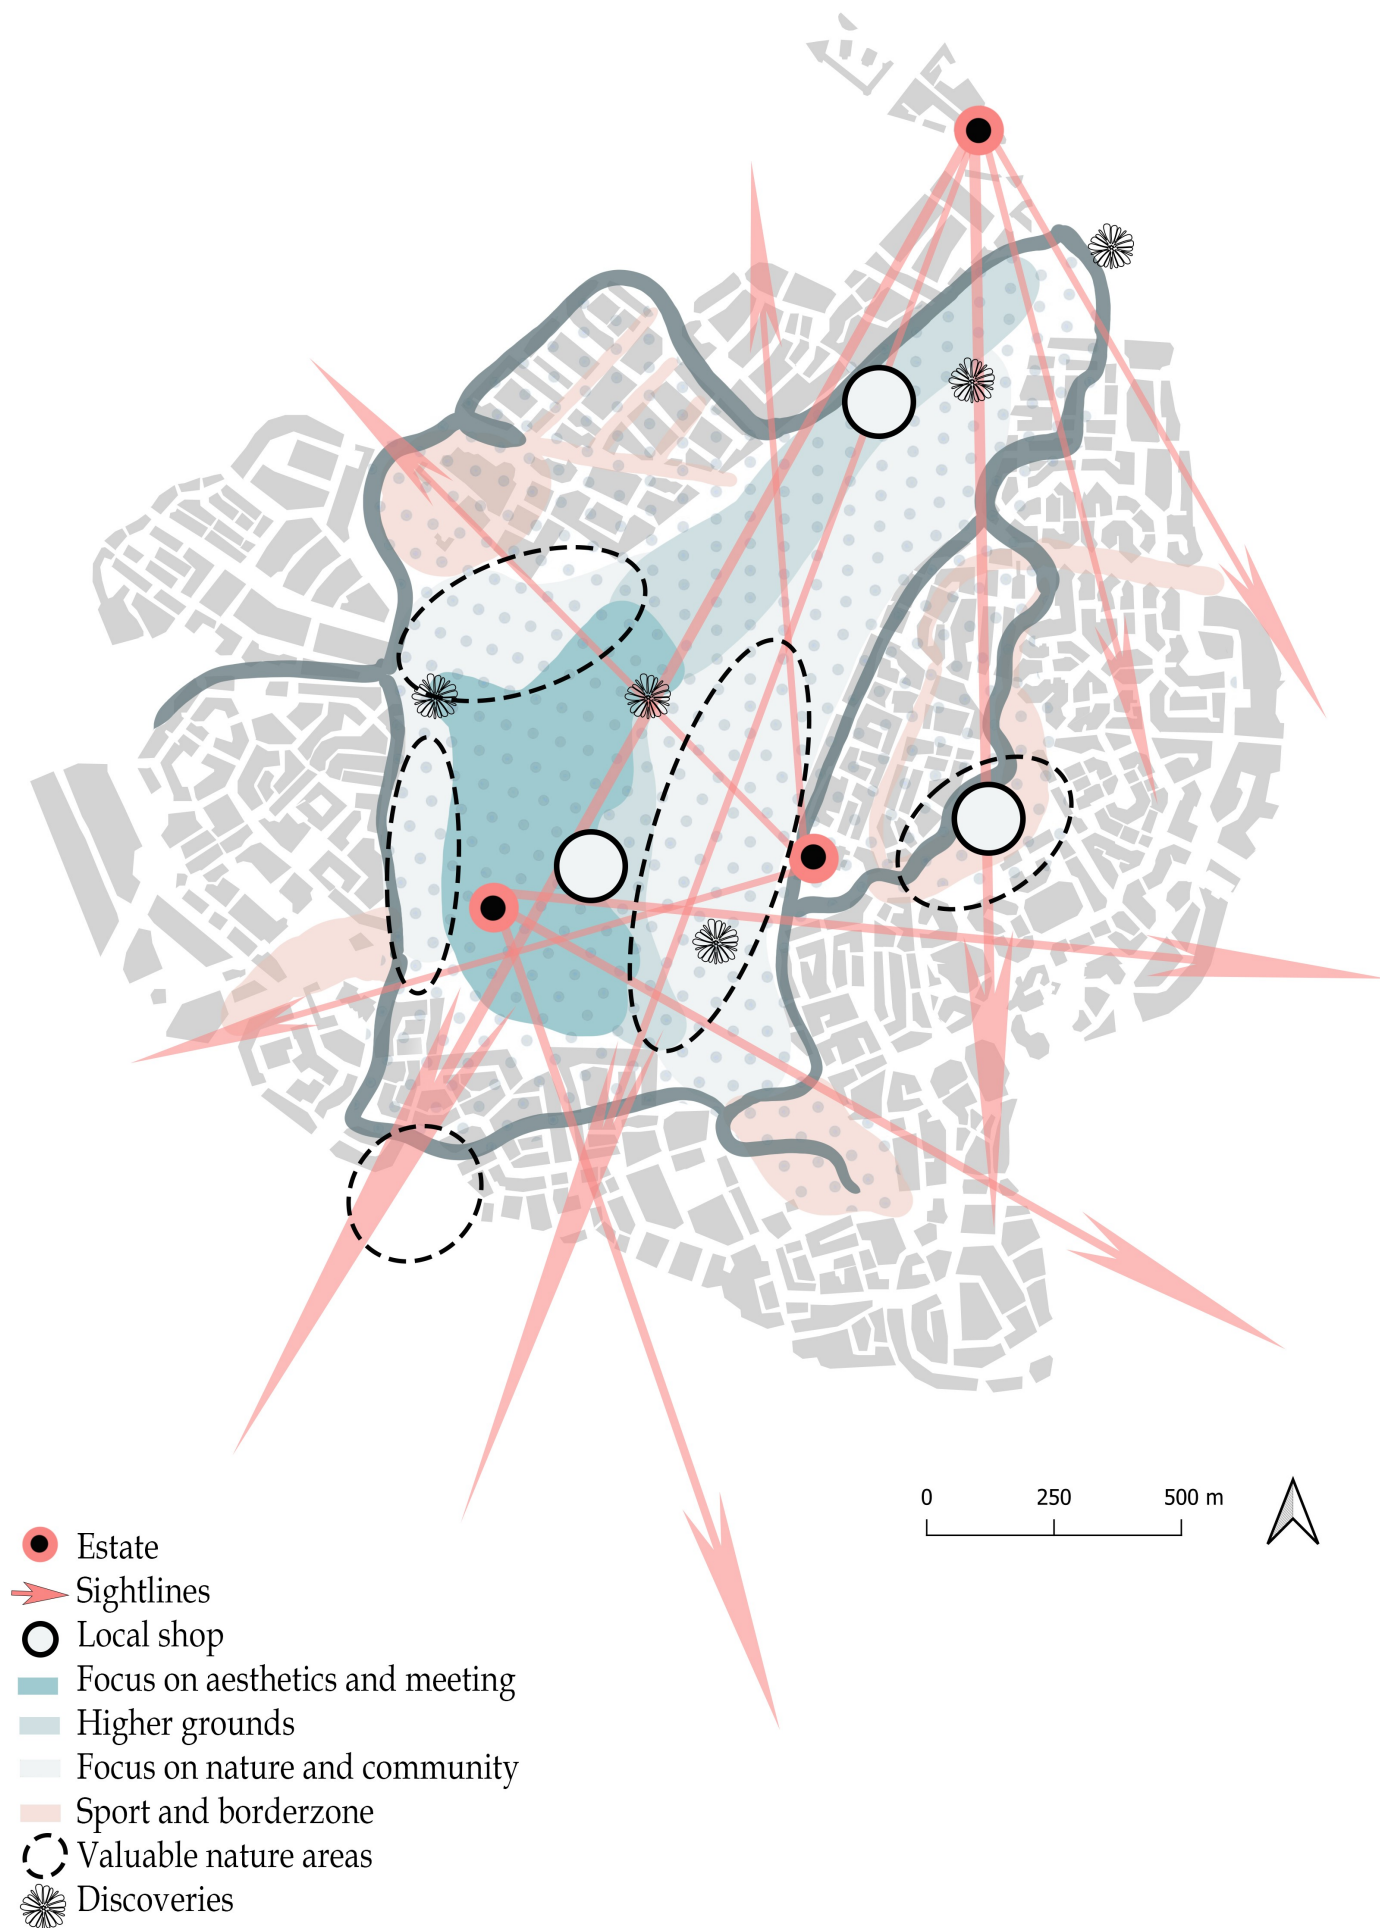 0 250 500 m
Estate
Sightlines
Local shop
Focus on aesthetics and meeting
Higher grounds
Focus on nature and community
Sport and borderzone
Valuable nature areas
Discoveries